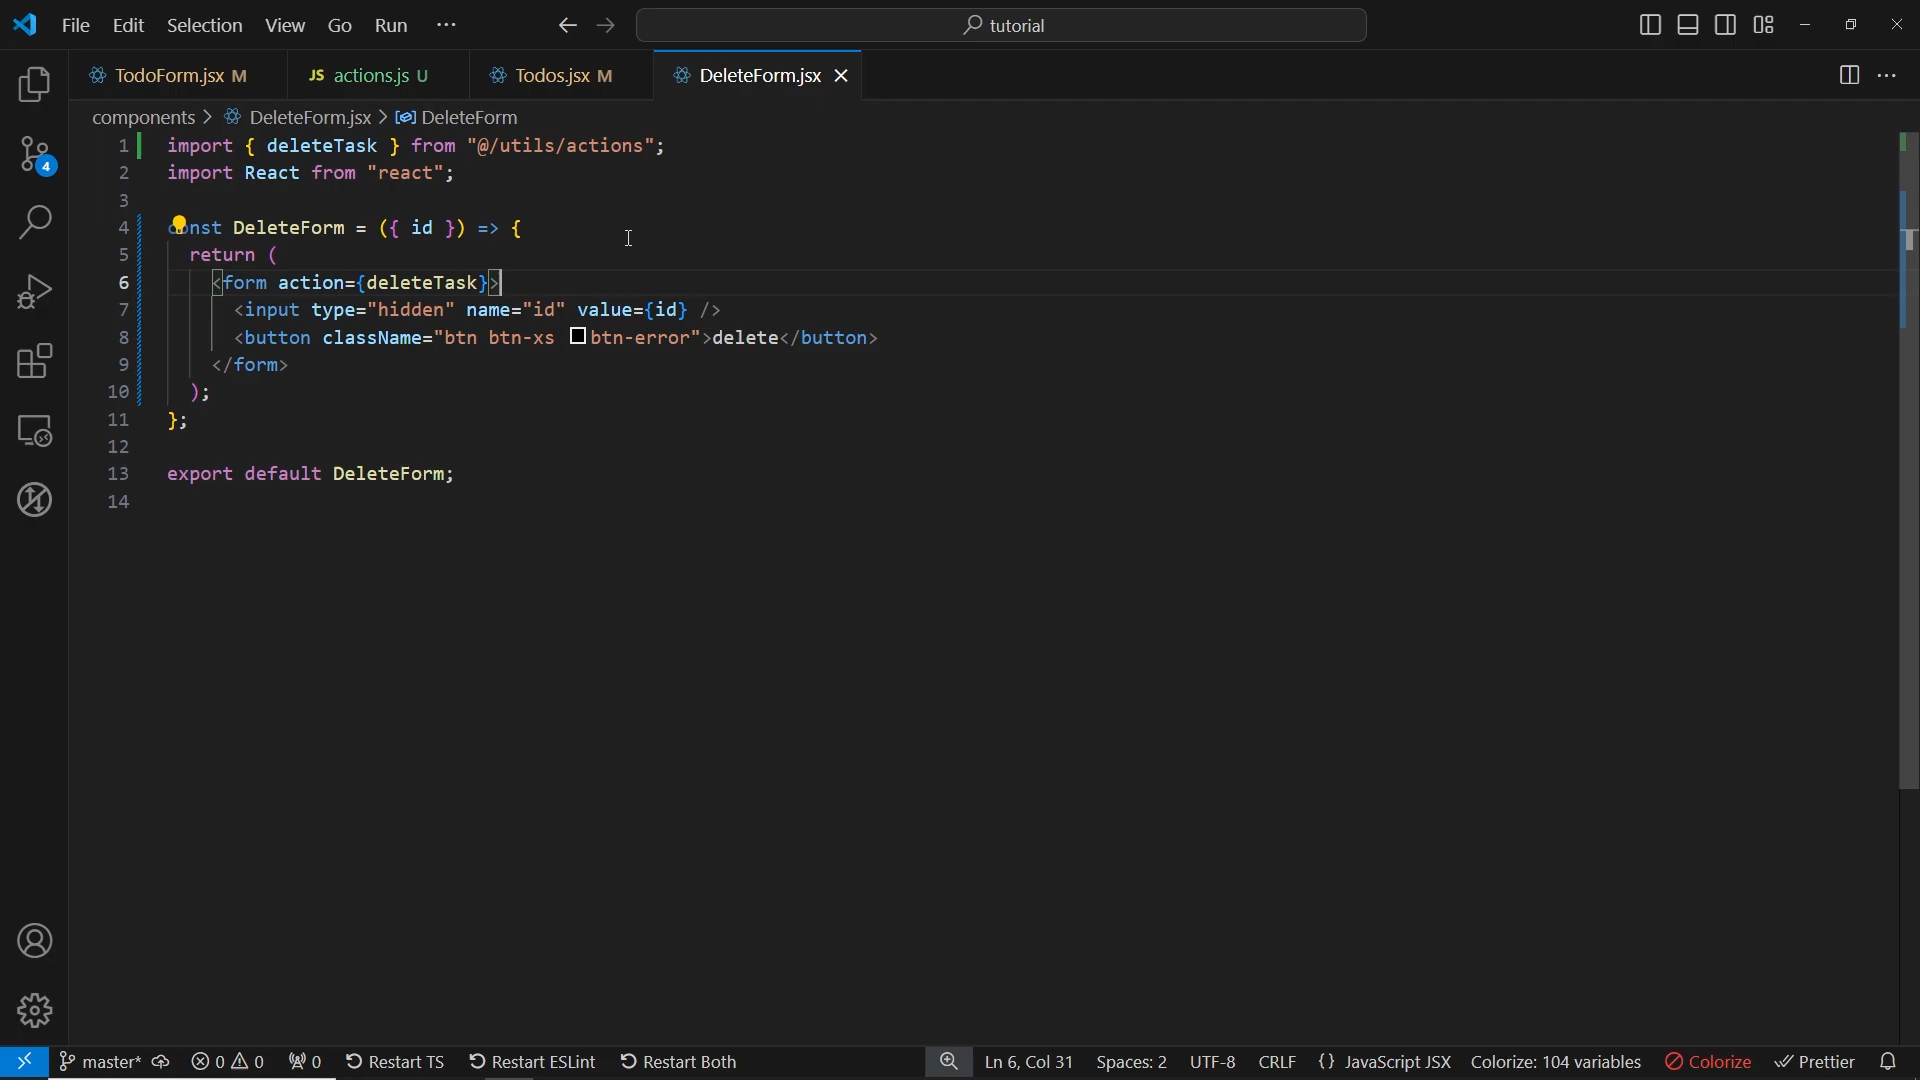 File Edit Selection View Go Run ··· tutorial
TodoForm.jsx M JS actions.js U Todos.jsx M DeleteForm.jsx
components > DeleteForm.jsx > DeleteForm
4
1 import { deleteTask } from "@/utils/actions";
2 import React from "react";
3
4 const DeleteForm = ({ id }) => {
5 return (
6 <form action={deleteTask}>
7 <input type="hidden" name="id" value={id} />
8 <button className="btn btn-xs btn-error">delete</button>
9 </form>
10 );
11 };
12
13 export default DeleteForm;
14
master* 0 0 0 Restart TS Restart ESLint Restart Both Ln 6, Col 31 Spaces: 2 UTF-8 CRLF {} JavaScript JSX Colorize: 104 variables Colorize Prettier